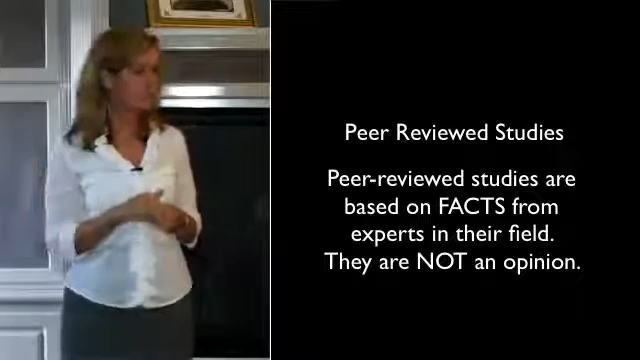 Peer Reviewed Studies
Peer-reviewed studies are
based on FACTS from
experts in their field.
They are NOT an opinion.